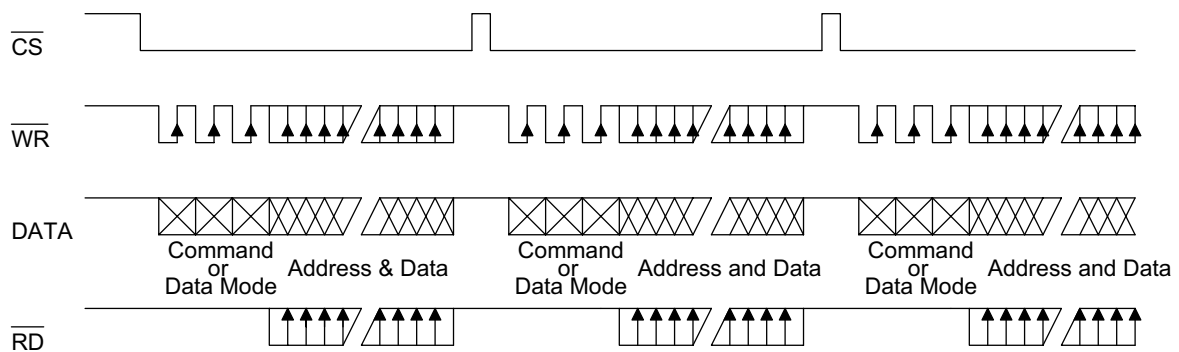 CS
WR
DATA
Command
or
Data Mode
Address & Data
Command
or
Data Mode
Address and Data
Command
or
Data Mode
Address and Data
RD